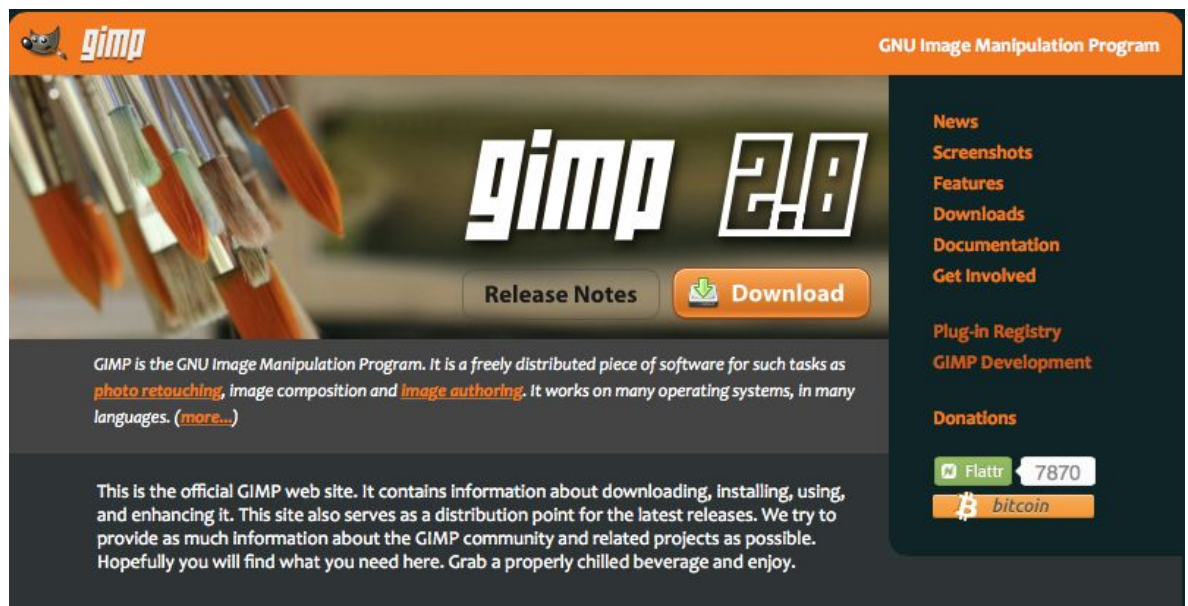 gimp
GNU Image Manipulation Program
gimp 2.8
Release Notes
Download
GIMP is the GNU Image Manipulation Program. It is a freely distributed piece of software for such tasks as
photo retouching, image composition and image authoring. It works on many operating systems, in many
languages. (more...)
This is the official GIMP web site. It contains information about downloading, installing, using,
and enhancing it. This site also serves as a distribution point for the latest releases. We try to
provide as much information about the GIMP community and related projects as possible.
Hopefully you will find what you need here. Grab a properly chilled beverage and enjoy.
News
Screenshots
Features
Downloads
Documentation
Get Involved
Plug-in Registry
GIMP Development
Donations
Flattr 7870
bitcoin